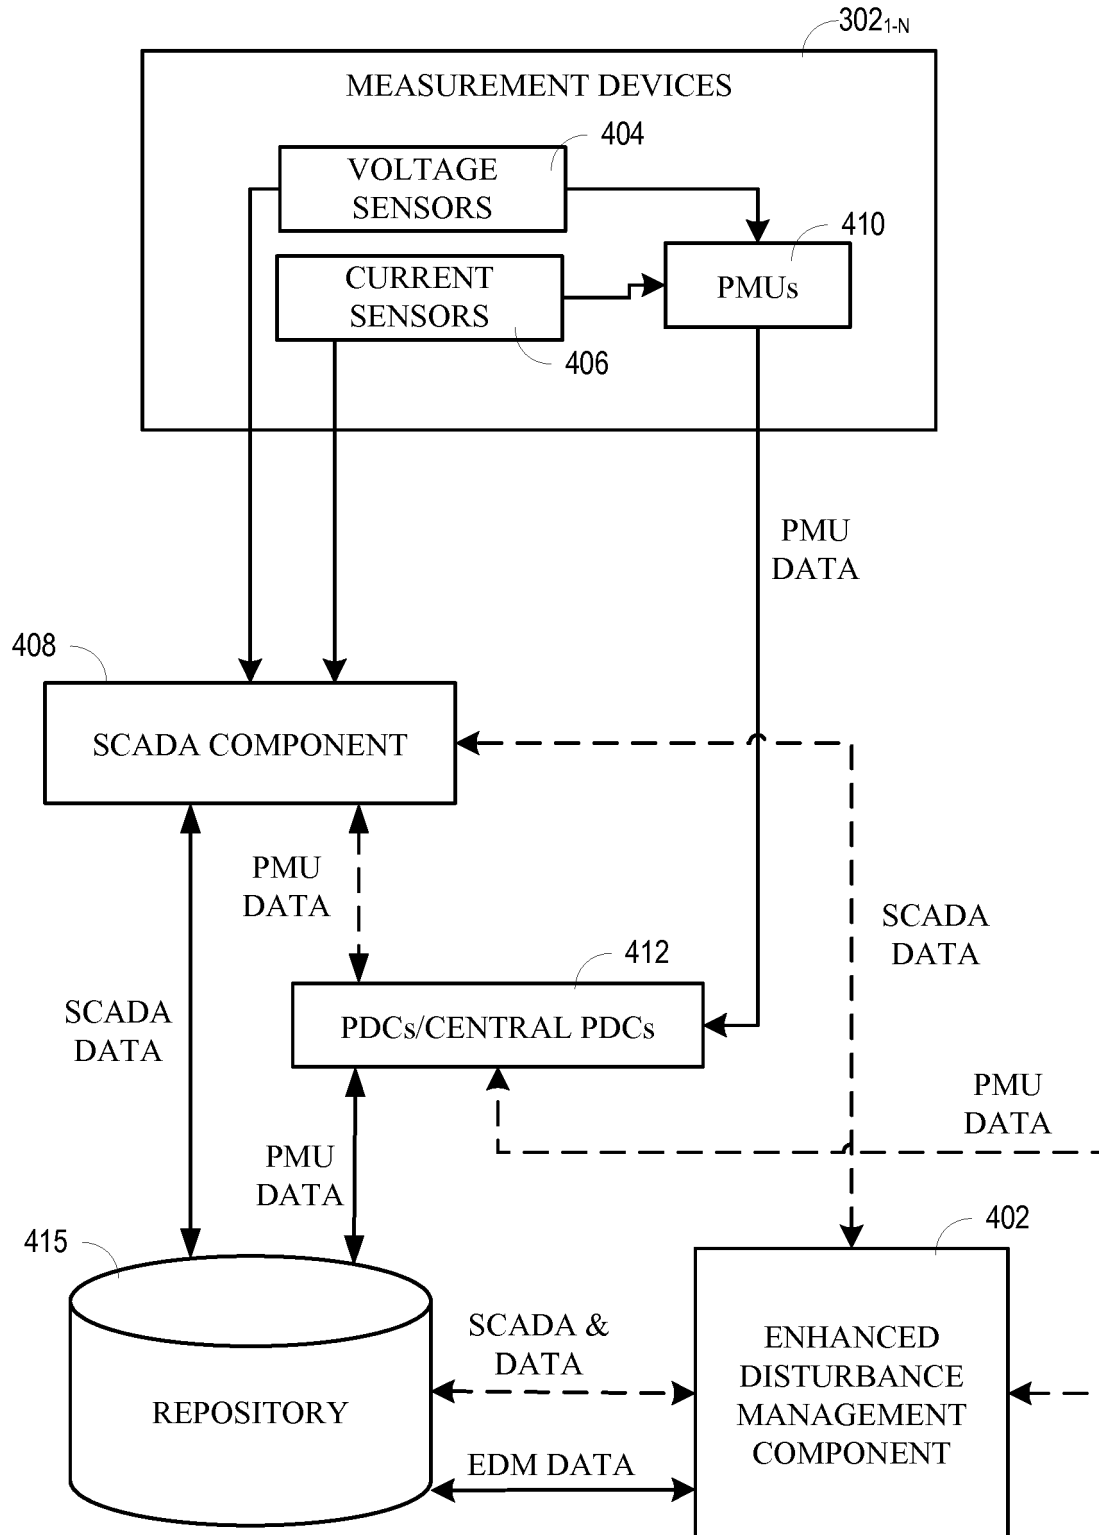 302₁₋N
MEASUREMENT DEVICES
404
VOLTAGE
SENSORS
410
PMUs
CURRENT
SENSORS
406
PMU
DATA
408
SCADA COMPONENT
PMU
DATA
SCADA
DATA
412
PDCs/CENTRAL PDCs
SCADA
DATA
PMU
DATA
PMU
DATA
415
402
SCADA &
DATA
REPOSITORY
ENHANCED
DISTURBANCE
MANAGEMENT
COMPONENT
EDM DATA